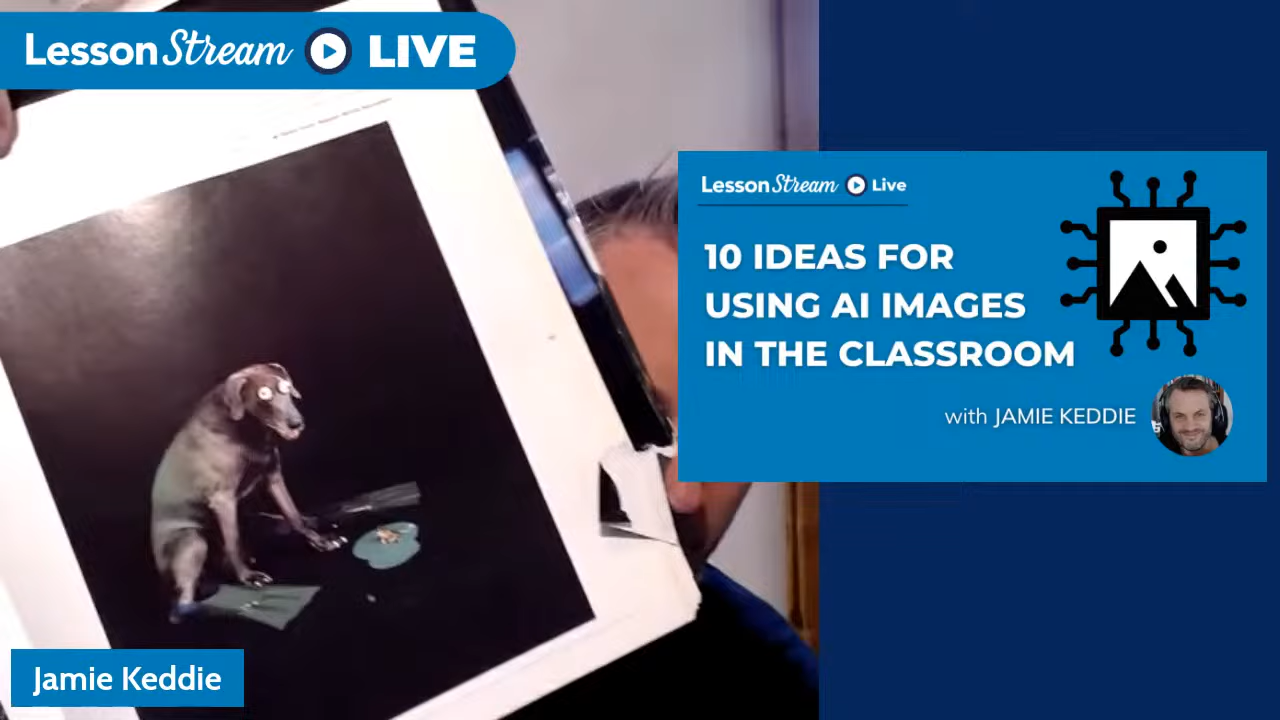 LessonStream LIVE
LessonStream Live
10 IDEAS FOR
USING AI IMAGES
IN THE CLASSROOM
with JAMIE KEDDIE
Jamie Keddie